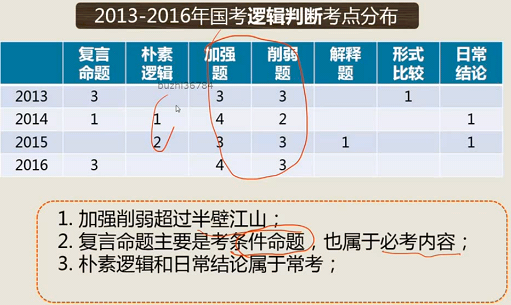 2013-2016年国考逻辑判断考点分布
复言命题 朴素逻辑 加强题 削弱题 解释题 形式比较 日常结论
buzhi36784
2013 3 3 3 1
2014 1 1 4 2 1
2015 2 3 3 1 1
2016 3 4 3
1. 加强削弱超过半壁江山；
2. 复言命题主要是考条件命题，也属于必考内容；
3. 朴素逻辑和日常结论属于常考；